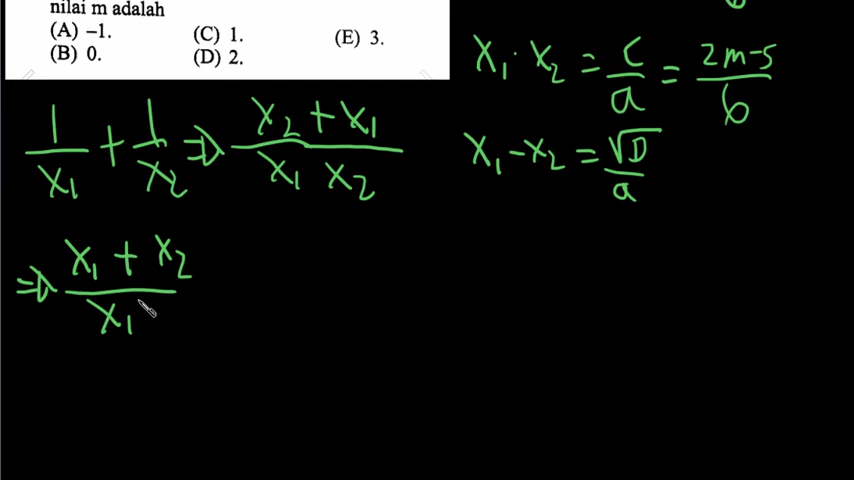 nilai m adalah
(A) –1. (C) 1. (E) 3.
(B) 0. (D) 2.
x₁ · x₂ = c/a = (2m-5)/6
1/x₁ + 1/x₂ ⇒ (x₂ + x₁)/(x₁ x₂)
x₁ - x₂ = √D/a
⇒ (x₁ + x₂)/x₁